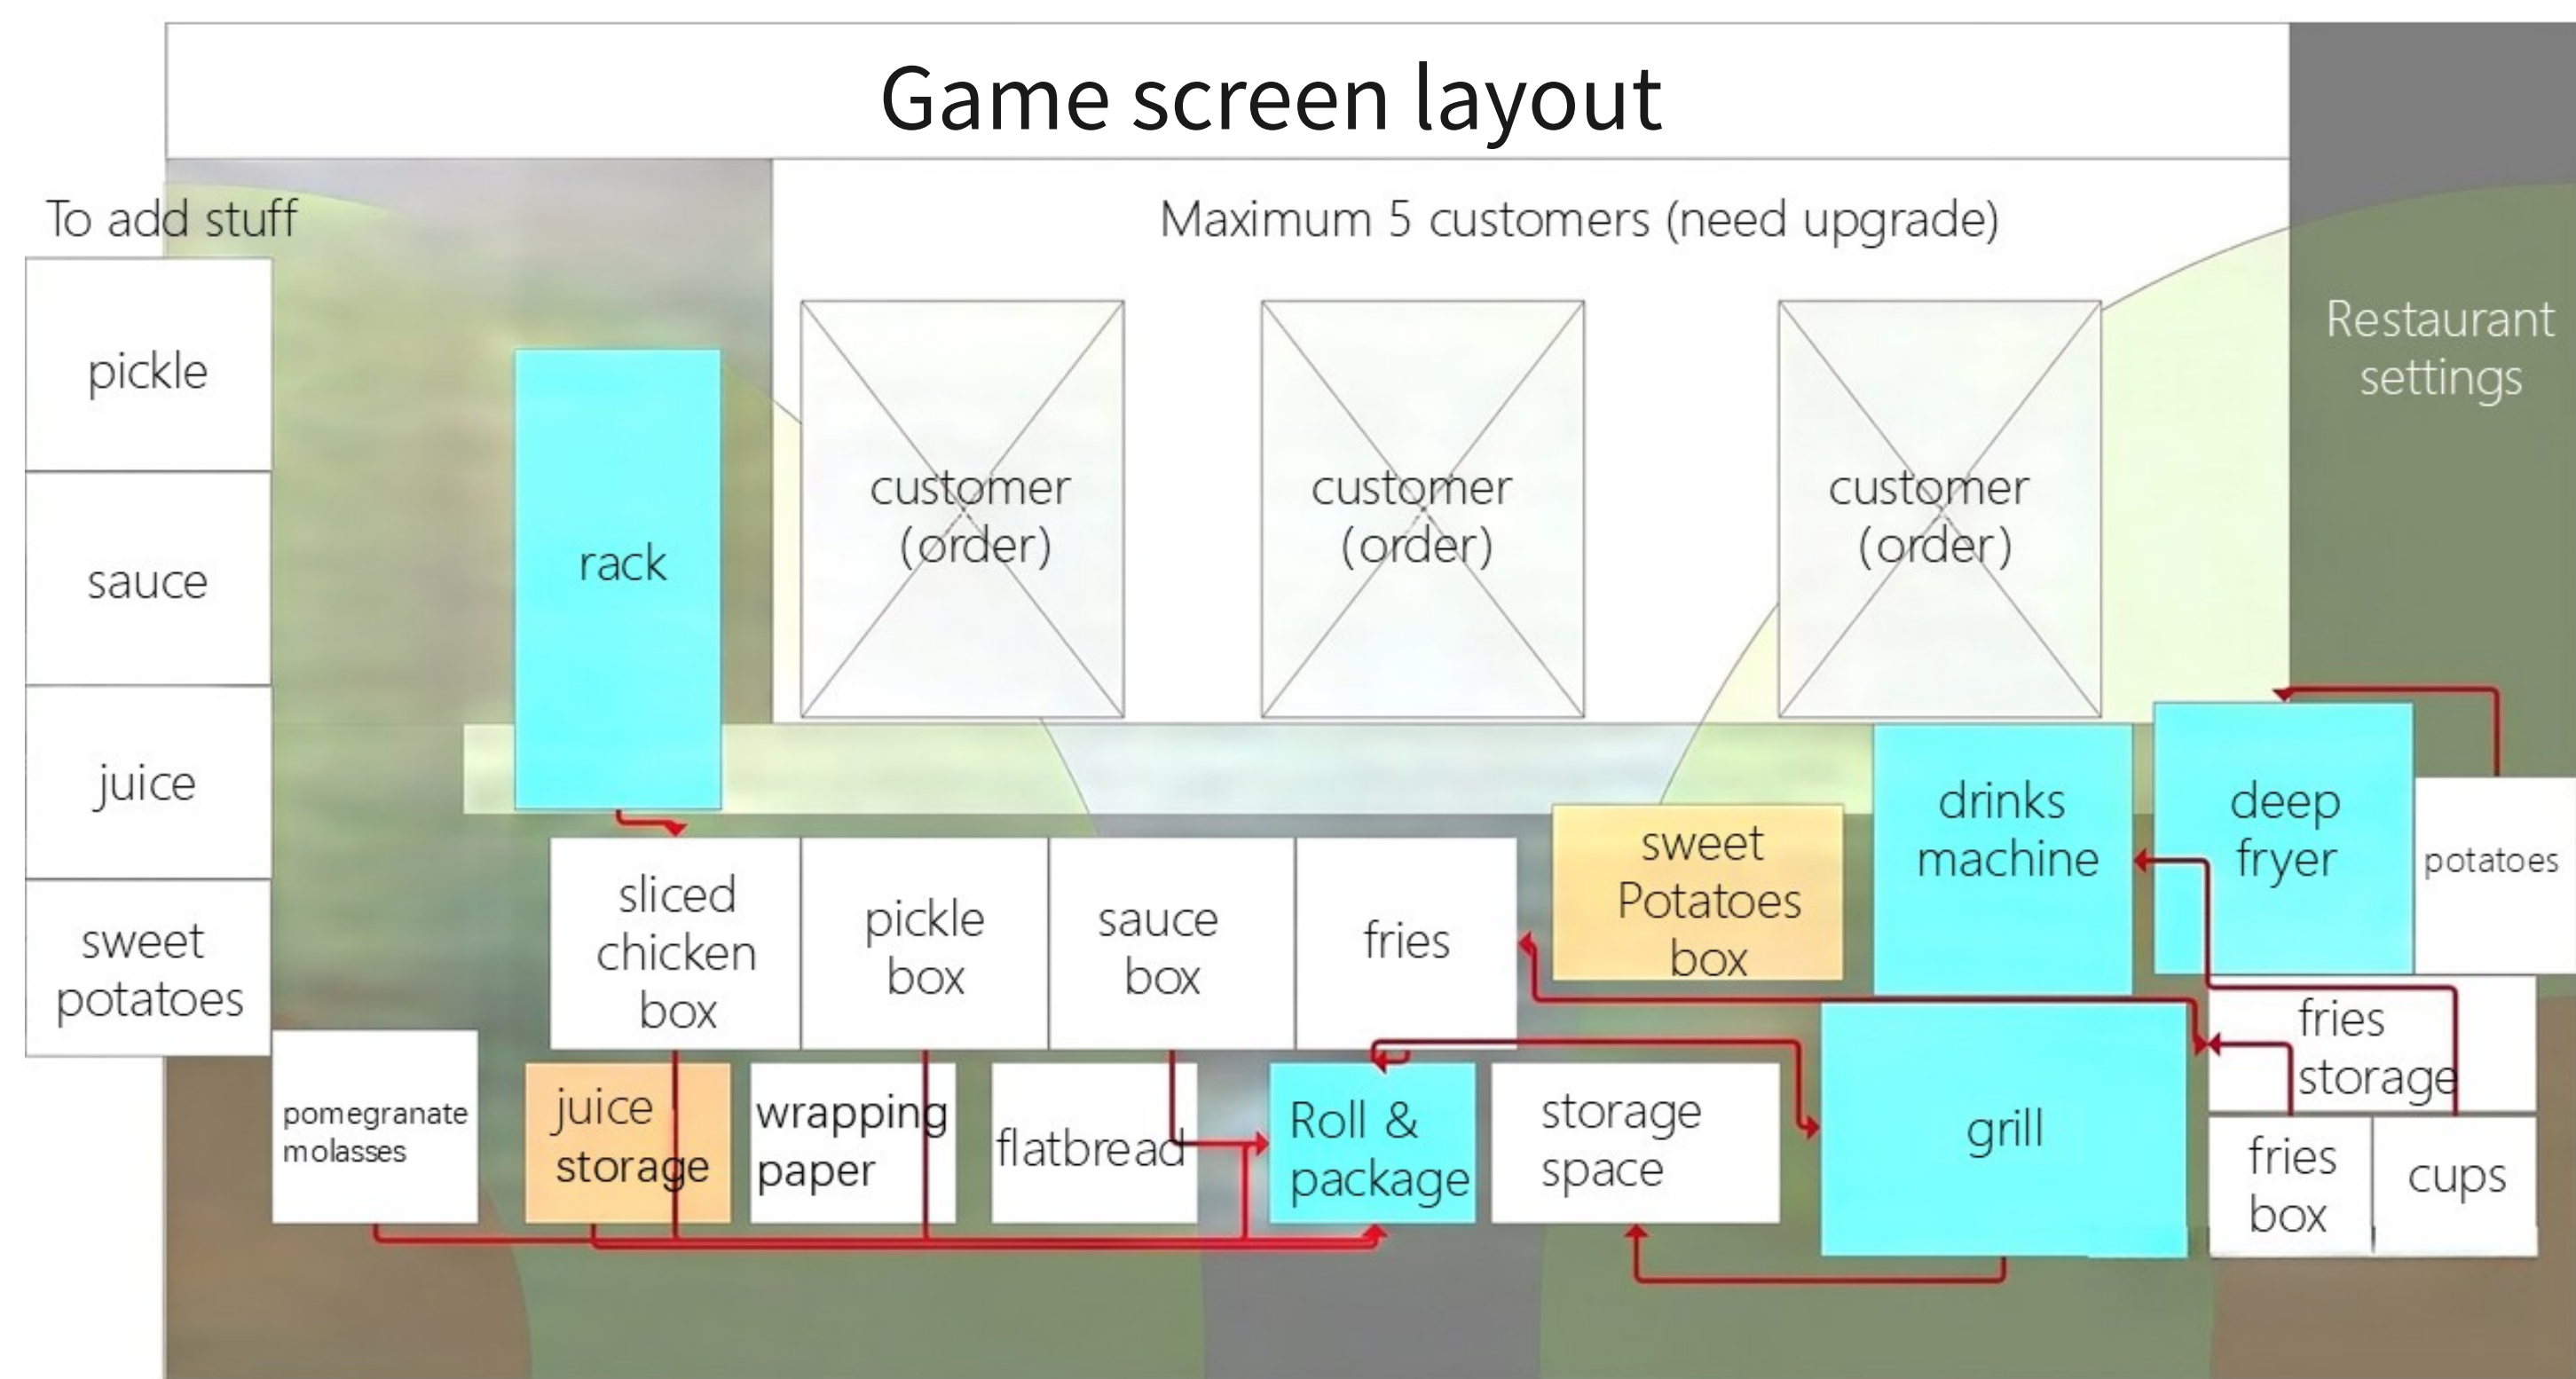 Game screen layout
To add stuff
Maximum 5 customers (need upgrade)
Restaurant
settings
pickle
sauce
juice
sweet
potatoes
rack
customer
(order)
customer
(order)
customer
(order)
sliced
chicken
box
pickle
box
sauce
box
fries
sweet
Potatoes
box
drinks
machine
deep
fryer
potatoes
pomegranate
molasses
juice
storage
wrapping
paper
flatbread
Roll &
package
storage
space
grill
fries
storage
fries
box
cups